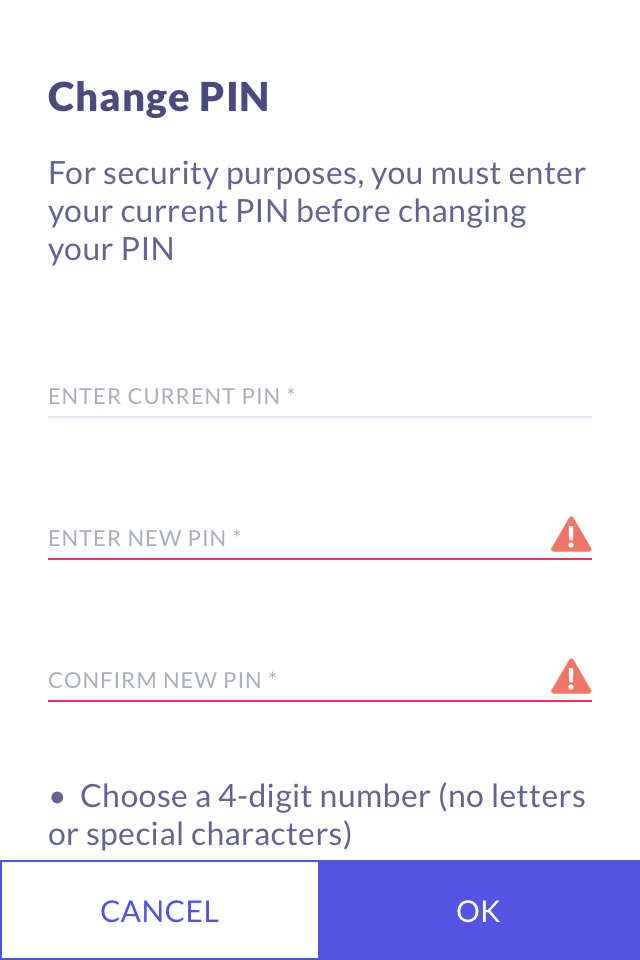 Change PIN
For security purposes, you must enter
your current PIN before changing
your PIN
ENTER CURRENT PIN *
ENTER NEW PIN *
CONFIRM NEW PIN *
• Choose a 4-digit number (no letters
or special characters)
CANCEL
OK